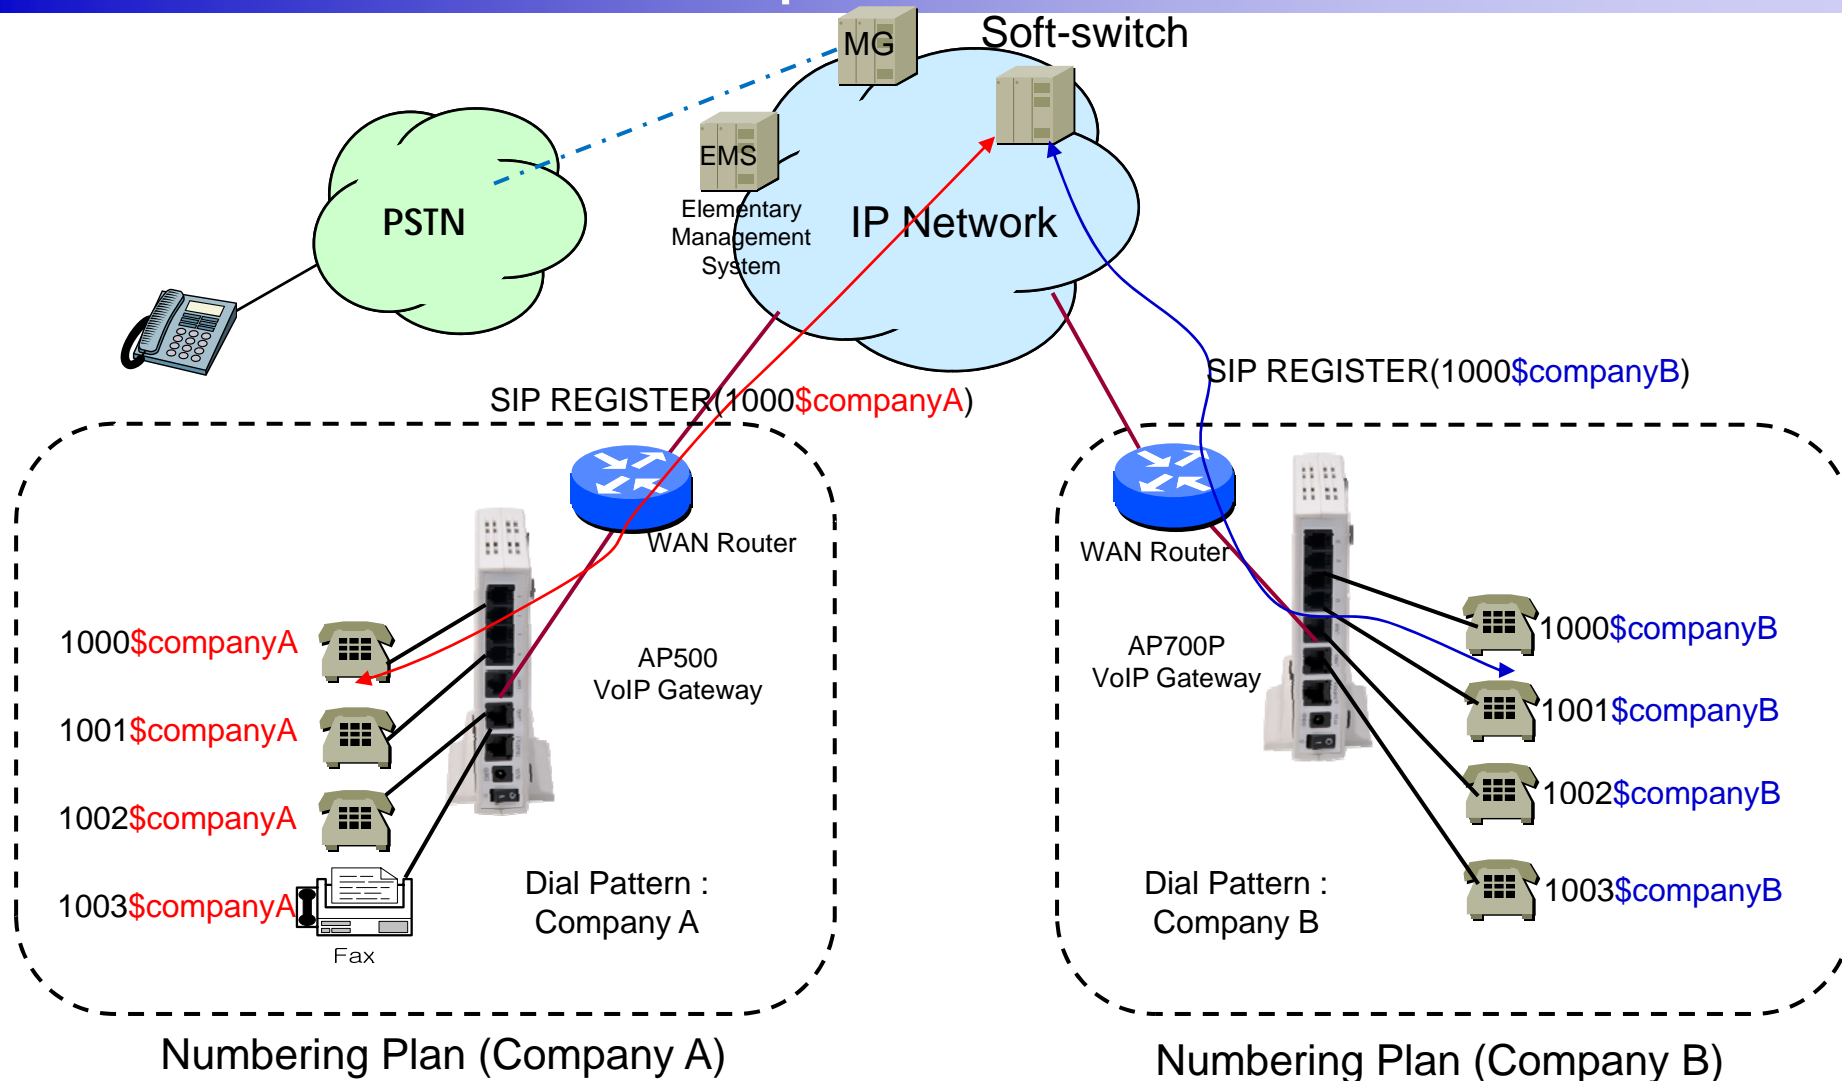 MG
Soft-switch
EMS
Elementary
Management
System
PSTN
IP Network
SIP REGISTER(1000$companyA)
SIP REGISTER(1000$companyB)
WAN Router
WAN Router
1000$companyA
1001$companyA
1002$companyA
1003$companyA
Fax
AP500
VoIP Gateway
Dial Pattern :
Company A
AP700P
VoIP Gateway
1000$companyB
1001$companyB
1002$companyB
1003$companyB
Dial Pattern :
Company B
Numbering Plan (Company A)
Numbering Plan (Company B)